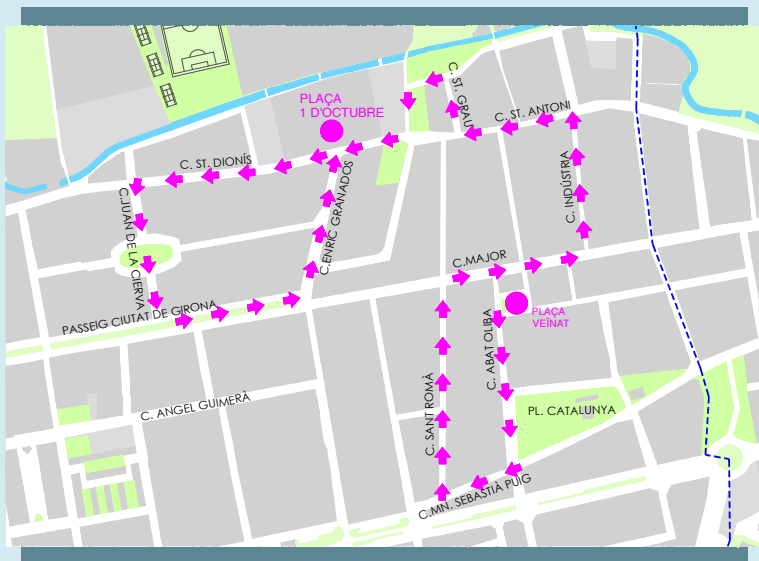 C. ST. GRAU
PLAÇA
1 D'OCTUBRE
C. ST. ANTONI
C. ST. DIONÍS
C. INDÚSTRIA
C.JUAN DE LA CIERVA
C.ENRIC GRANADOS
C.MAJOR
PASSEIG CIUTAT DE GIRONA
PLAÇA
VEÏNAT
C. ABAT OLIBA
C. SANT ROMÀ
C. ANGEL GUIMERÀ
PL. CATALUNYA
C.MN. SEBASTIÀ PUIG